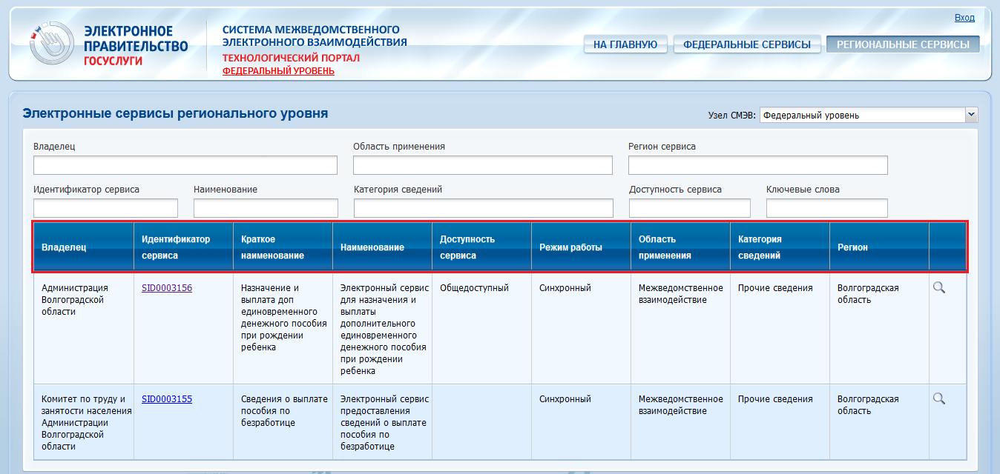 Вход
ЭЛЕКТРОННОЕ
ПРАВИТЕЛЬСТВО
ГОСУСЛУГИ
СИСТЕМА МЕЖВЕДОМСТВЕННОГО
ЭЛЕКТРОННОГО ВЗАИМОДЕЙСТВИЯ
ТЕХНОЛОГИЧЕСКИЙ ПОРТАЛ
ФЕДЕРАЛЬНЫЙ УРОВЕНЬ
НА ГЛАВНУЮ
ФЕДЕРАЛЬНЫЕ СЕРВИСЫ
РЕГИОНАЛЬНЫЕ СЕРВИСЫ
Электронные сервисы регионального уровня
Узел СМЭВ: Федеральный уровень
Владелец
Область применения
Регион сервиса
Идентификатор сервиса
Наименование
Категория сведений
Доступность сервиса
Ключевые слова
Владелец
Идентификатор
сервиса
Краткое
наименование
Наименование
Доступность
сервиса
Режим работы
Область
применения
Категория
сведений
Регион
Администрация
Волгоградской
области
SID0003156
Назначение и
выплата доп
единовременного
денежного пособия
при рождении
ребенка
Электронный сервис
для назначения и
выплаты
дополнительного
единовременного
денежного пособия
при рождении
ребенка
Общедоступный
Синхронный
Межведомственное
взаимодействие
Прочие сведения
Волгоградская
область
Комитет по труду и
занятости населения
Администрации
Волгоградской
области
SID0003155
Сведения о выплате
пособия по
безработице
Электронный сервис
предоставления
сведений о выплате
пособия по
безработице
Синхронный
Межведомственное
взаимодействие
Прочие сведения
Волгоградская
область